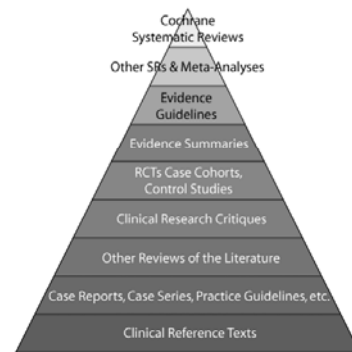 Cochrane
Systematic Reviews
Other SRs & Meta-Analyses
Evidence
Guidelines
Evidence Summaries
RCTs Case Cohorts,
Control Studies
Clinical Research Critiques
Other Reviews of the Literature
Case Reports, Case Series, Practice Guidelines, etc.
Clinical Reference Texts